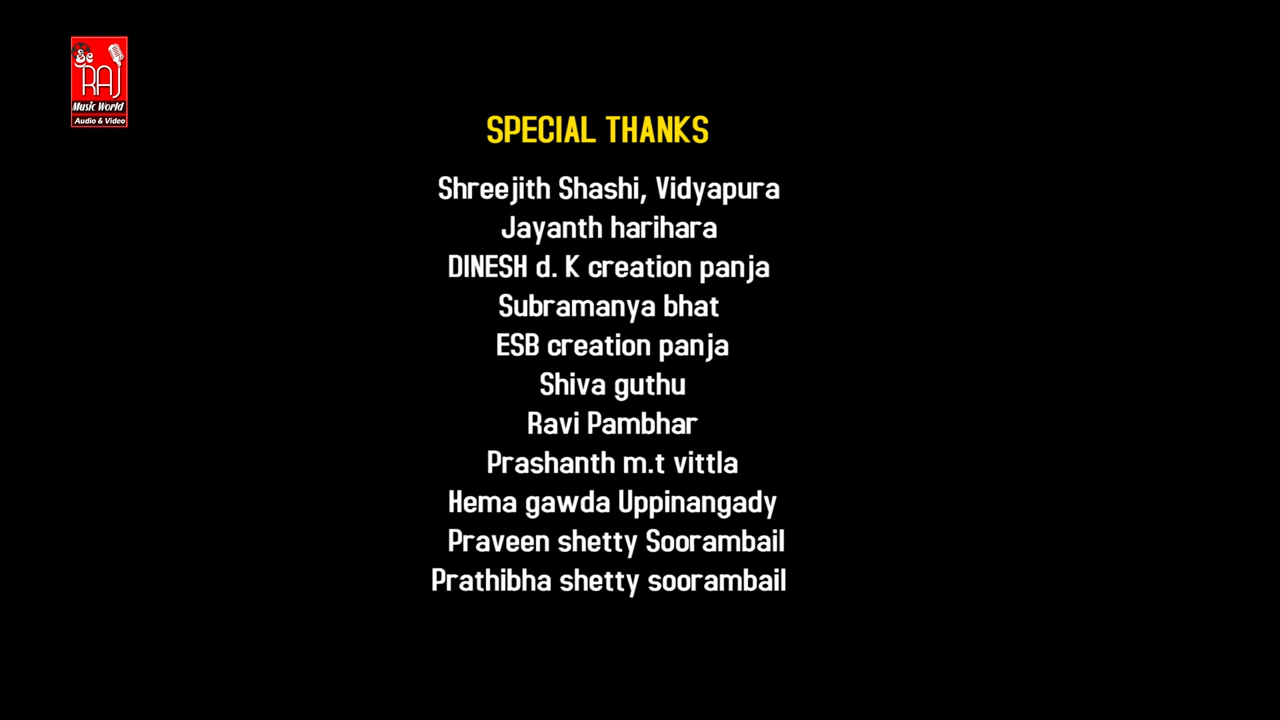 RAJ
Music World
Audio & Video
SPECIAL THANKS
Shreejith Shashi, Vidyapura
Jayanth harihara
DINESH d. K creation panja
Subramanya bhat
ESB creation panja
Shiva guthu
Ravi Pambhar
Prashanth m.t vittla
Hema gawda Uppinangady
Praveen shetty Soorambail
Prathibha shetty soorambail